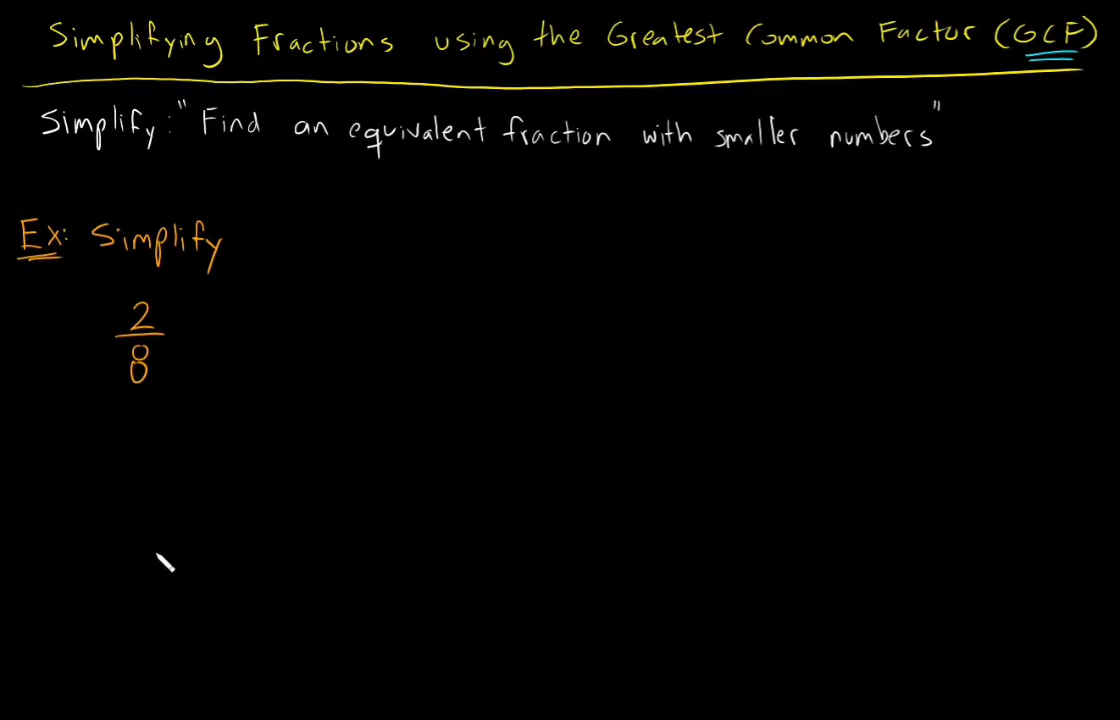 Simplifying Fractions using the Greatest Common Factor (GCF)
Simplify: "Find an equivalent fraction with smaller numbers"
Ex: Simplify
2
8